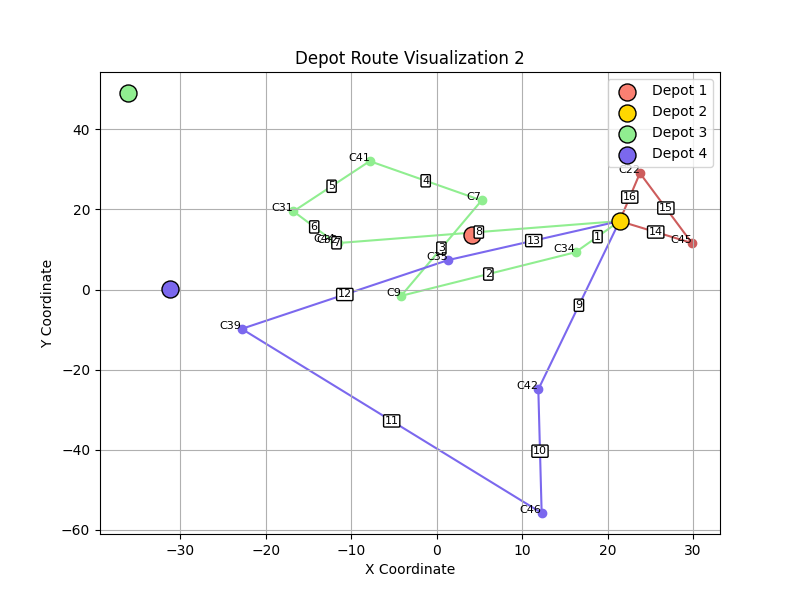 Depot Route Visualization 2
Depot 1
Depot 2
Depot 3
Depot 4
Y Coordinate
40
20
0
−20
−40
−60
C22
16
15
C41
4
5
C7
C31
6
7
3
8
14
C45
1
13
C34
C35
2
C9
12
9
C39
C42
11
10
C46
−30
−20
−10
0
10
20
30
X Coordinate